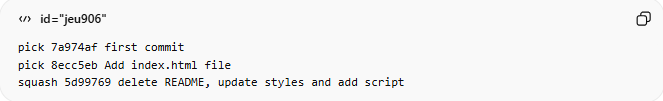 </> id="jeu906"
pick 7a974af first commit
pick 8ecc5eb Add index.html file
squash 5d99769 delete README, update styles and add script